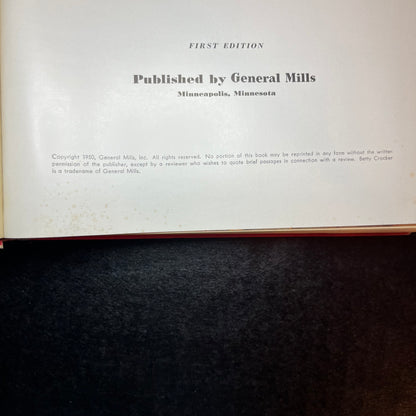 FIRST EDITION
Published by General Mills
Minneapolis, Minnesota
Copyright 1950, General Mills, Inc. All rights reserved. No portion of this book may be reprinted in any form without the written
permission of the publisher, except by a reviewer who wishes to quote brief passages in connection with a review. Betty Crocker
is a tradename of General Mills.